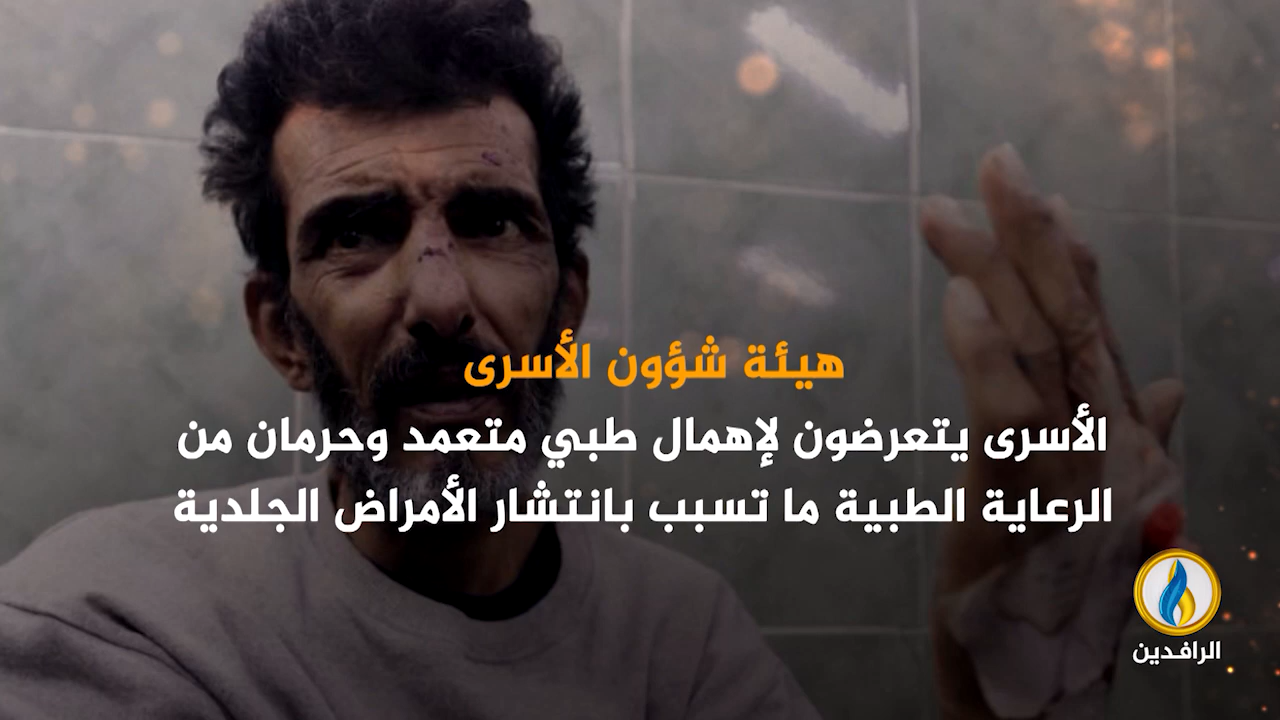 هيئة شؤون الأسرى
الأسرى يتعرضون لإهمال طبي متعمد وحرمان من
الرعاية الطبية ما تسبب بانتشار الأمراض الجلدية
الرافدين